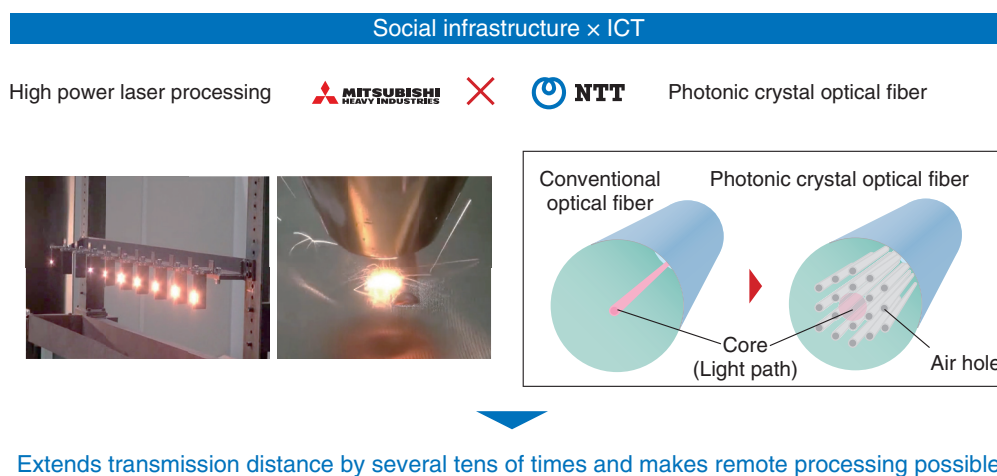 Social infrastructure × ICT
High power laser processing
MITSUBISHI
HEAVY INDUSTRIES
NTT
Photonic crystal optical fiber
Conventional
optical fiber
Photonic crystal optical fiber
Core
(Light path)
Air hole
Extends transmission distance by several tens of times and makes remote processing possible